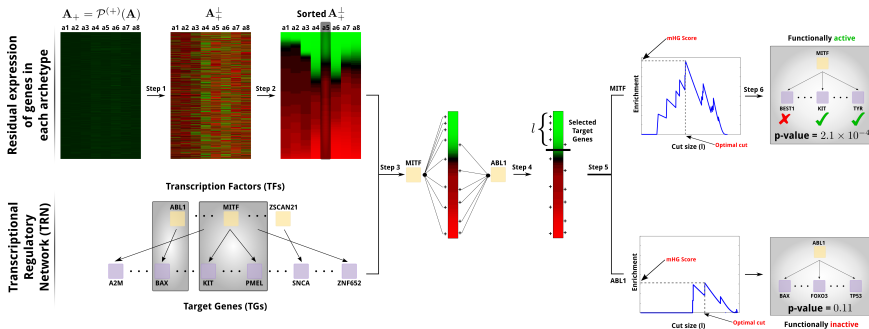 A₊ = 𝒫⁽⁺⁾(A)
A₊^⊥
Sorted A₊^⊥
a1 a2 a3 a4 a5 a6 a7 a8
a1 a2 a3 a4 a5 a6 a7 a8
a1 a2 a3 a4 a5 a6 a7 a8
Residual expression
of genes in
each archetype
Step 1
Step 2
Transcriptional
Regulatory
Network (TRN)
Transcription Factors (TFs)
ABL1
MITF
ZSCAN21
A2M
BAX
KIT
PMEL
SNCA
ZNF652
Target Genes (TGs)
Step 3
MITF
ABL1
Step 4
l
Selected
Target
Genes
Step 5
MITF
ABL1
mHG Score
Enrichment
Cut size (l)
Optimal cut
Step 6
Functionally active
MITF
BEST1
KIT
TYR
p-value = 2.1 × 10⁻⁴
mHG Score
Enrichment
Cut size (l)
Optimal cut
ABL1
BAX
FOXO3
TP53
p-value = 0.11
Functionally inactive